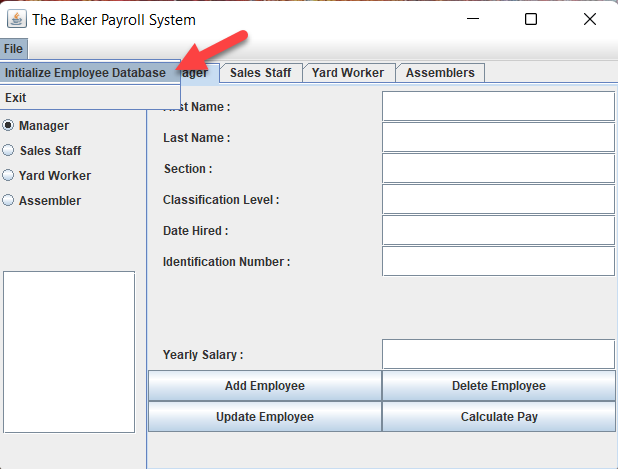 The Baker Payroll System
File
Initialize Employee Database
Exit
ager
Sales Staff
Yard Worker
Assemblers
Manager
Sales Staff
Yard Worker
Assembler
First Name :
Last Name :
Section :
Classification Level :
Date Hired :
Identification Number :
Yearly Salary :
Add Employee
Delete Employee
Update Employee
Calculate Pay